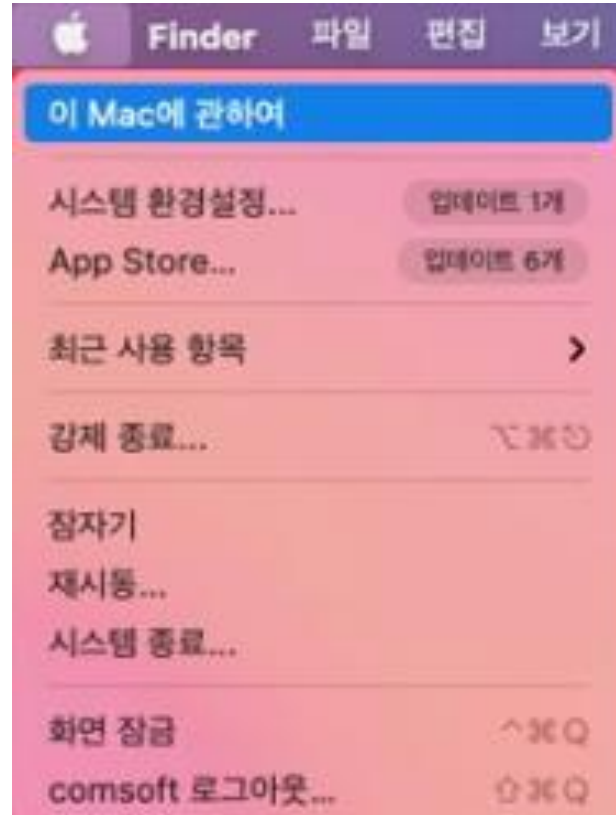 Finder 파일 편집 보기
이 Mac에 관하여
시스템 환경설정... 업데이트 1개
App Store... 업데이트 6개
최근 사용 항목 >
강제 종료... ⌥⌘⎋
잠자기
재시동...
시스템 종료...
화면 잠금 ^⌘Q
comsoft 로그아웃... ⇧⌘Q